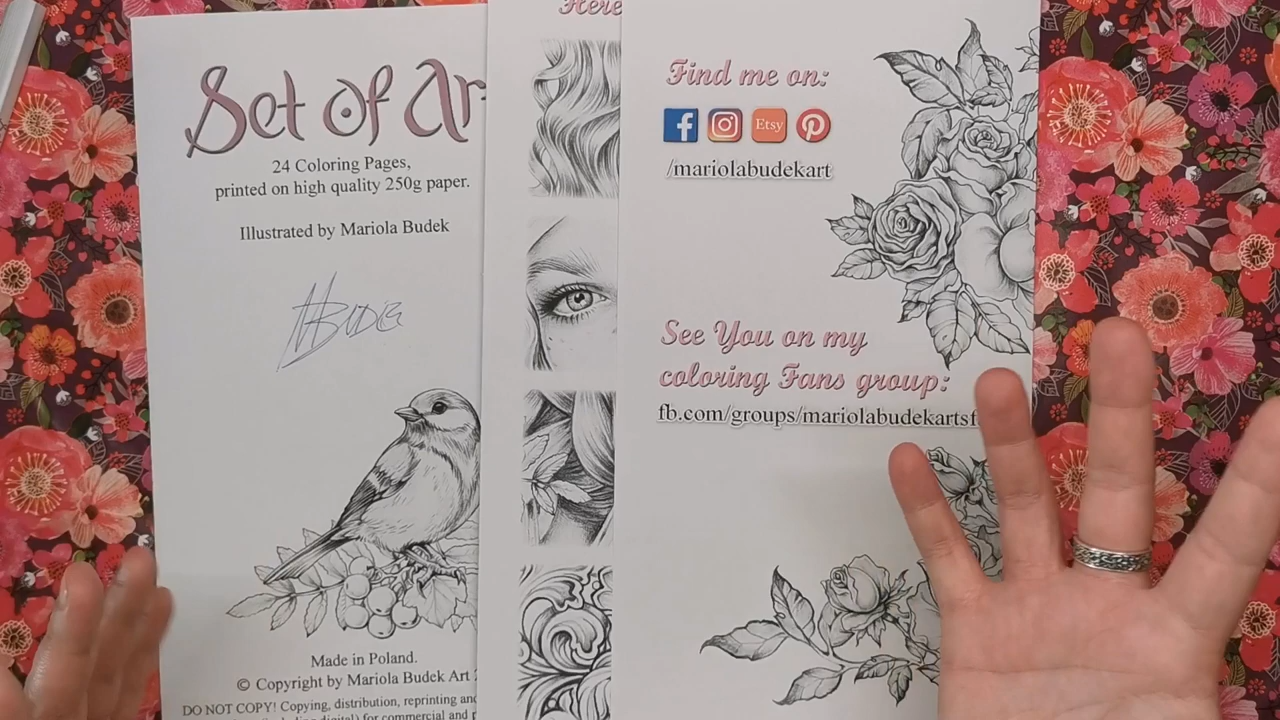 Set of Ar
24 Coloring Pages,
printed on high quality 250g paper.
Illustrated by Mariola Budek
MBudek
Made in Poland.
© Copyright by Mariola Budek Art
DO NOT COPY! Copying, distribution, reprinting and
Here
Find me on:
Etsy
/mariolabudekart
See You on my
coloring Fans group:
fb.com/groups/mariolabudekartsf